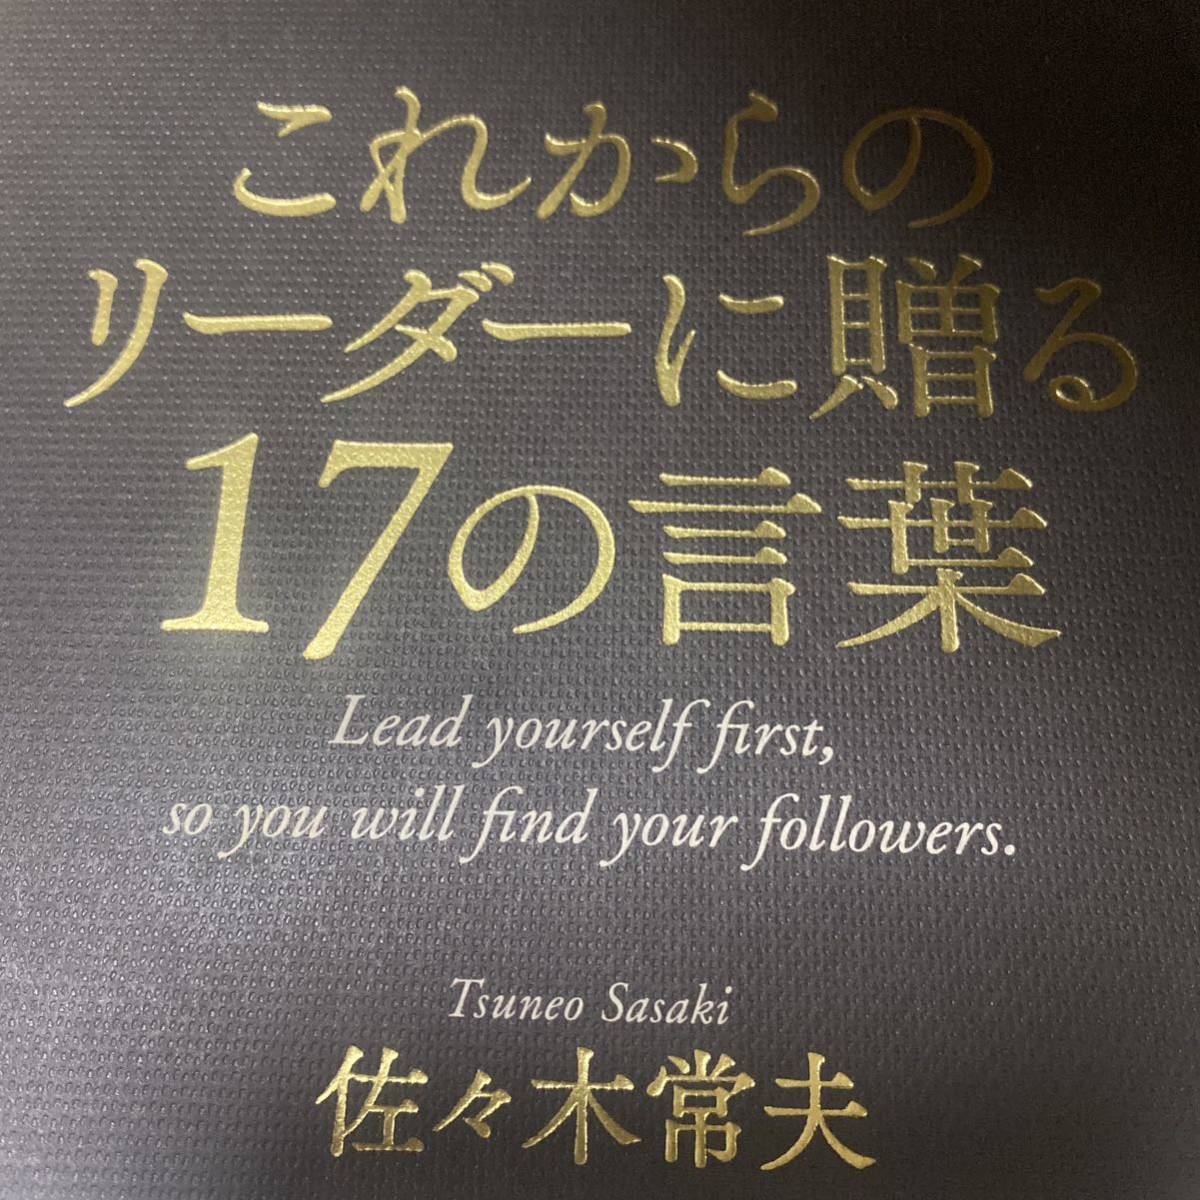 これからの
リーダーに贈る
17の言葉
Lead yourself first,
so you will find your followers.
Tsuneo Sasaki
佐々木常夫